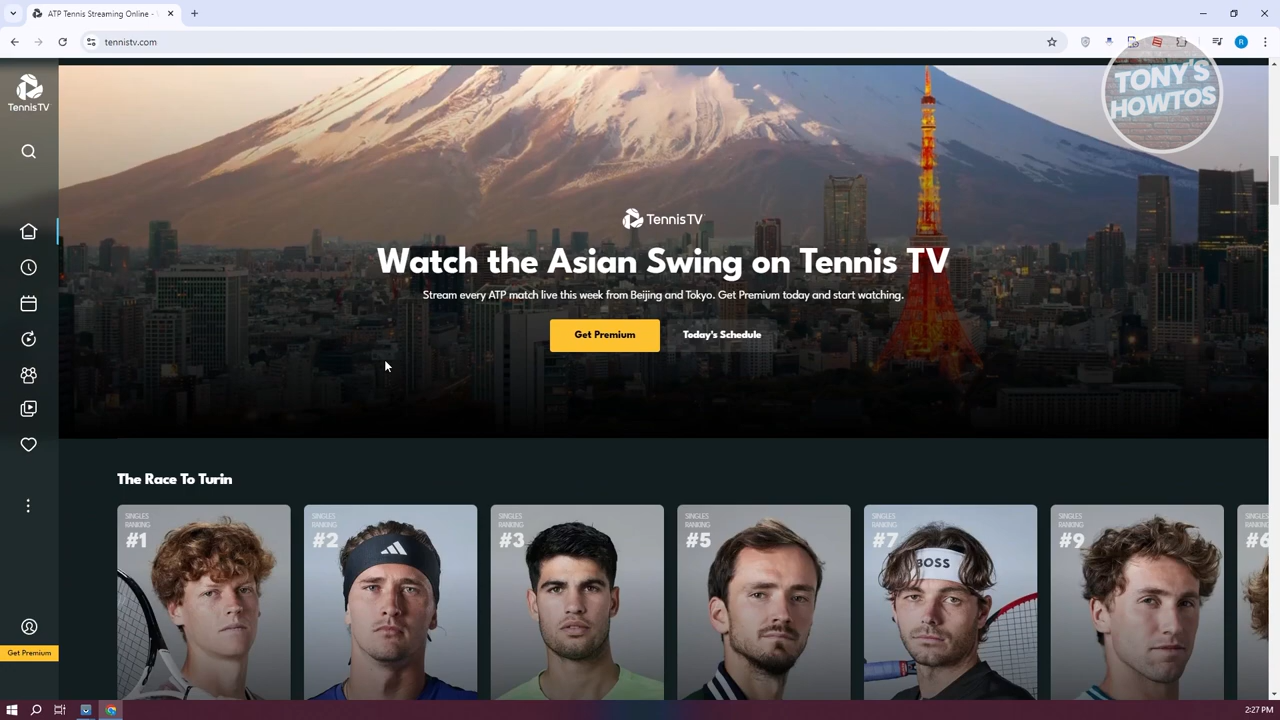 ATP Tennis Streaming Online -
tennistv.com
R
TONY'S
HOWTOS
TennisTV
TennisTV
Watch the Asian Swing on Tennis TV
Stream every ATP match live this week from Beijing and Tokyo. Get Premium today and start watching.
Get Premium
Today's Schedule
The Race To Turin
SINGLES
RANKING
#1
SINGLES
RANKING
#2
SINGLES
RANKING
#3
SINGLES
RANKING
#5
SINGLES
RANKING
#7
BOSS
SINGLES
RANKING
#9
#6
Get Premium
2:27 PM